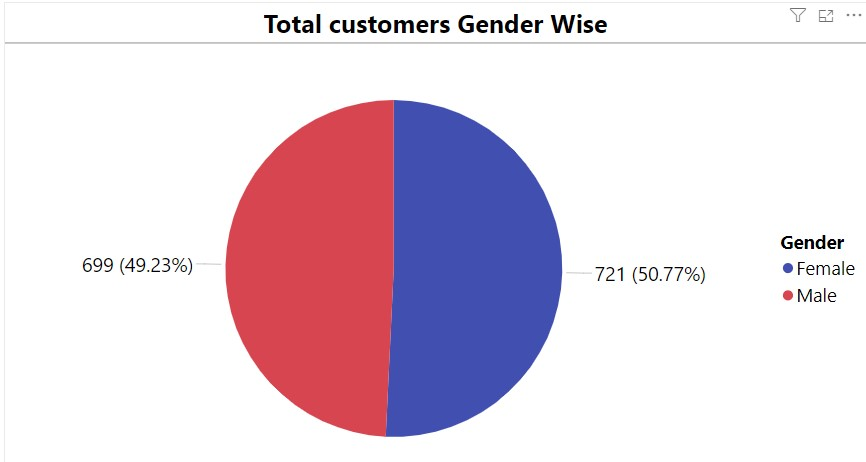 Total customers Gender Wise
699 (49.23%)
721 (50.77%)
Gender
Female
Male